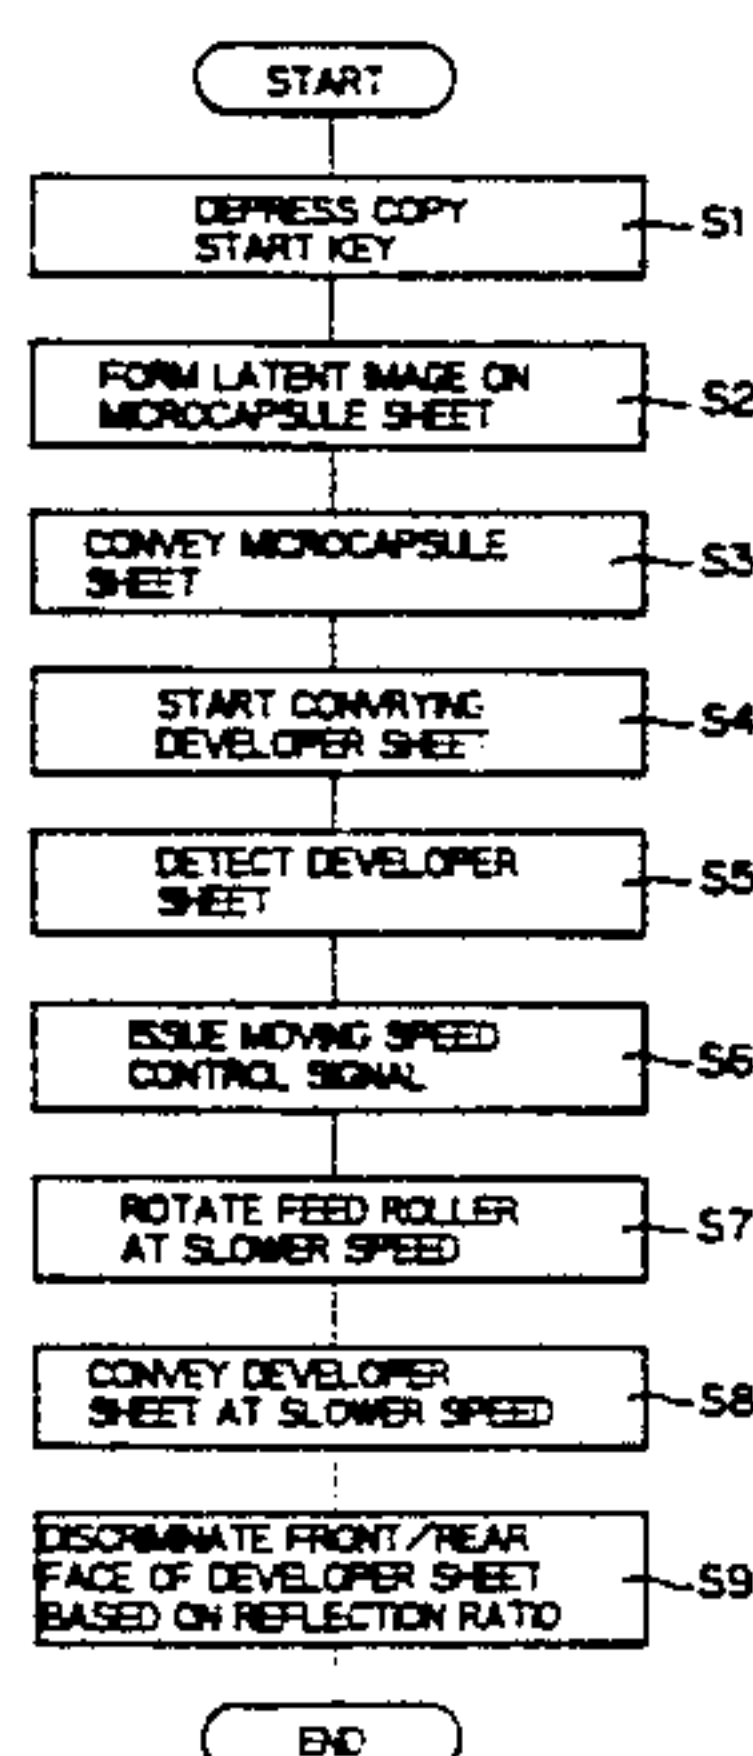 START
DEPRESS COPY
START KEY
S1
FORM LATENT IMAGE ON
MICROCAPSULE SHEET
S2
CONVEY MICROCAPSULE
SHEET
S3
START CONVRYING
DEVELOPER SHEET
S4
DETECT DEVELOPER
SHEET
S5
ISSUE MOVING SPEED
CONTROL SIGNAL
S6
ROTATE FEED ROLLER
AT SLOWER SPEED
S7
CONVEY DEVELOPER
SHEET AT SLOWER SPEED
S8
DISCRIMINATE FRONT/REAR
FACE OF DEVELOPER SHEET
BASED ON REFLECTION RATIO
S9
END